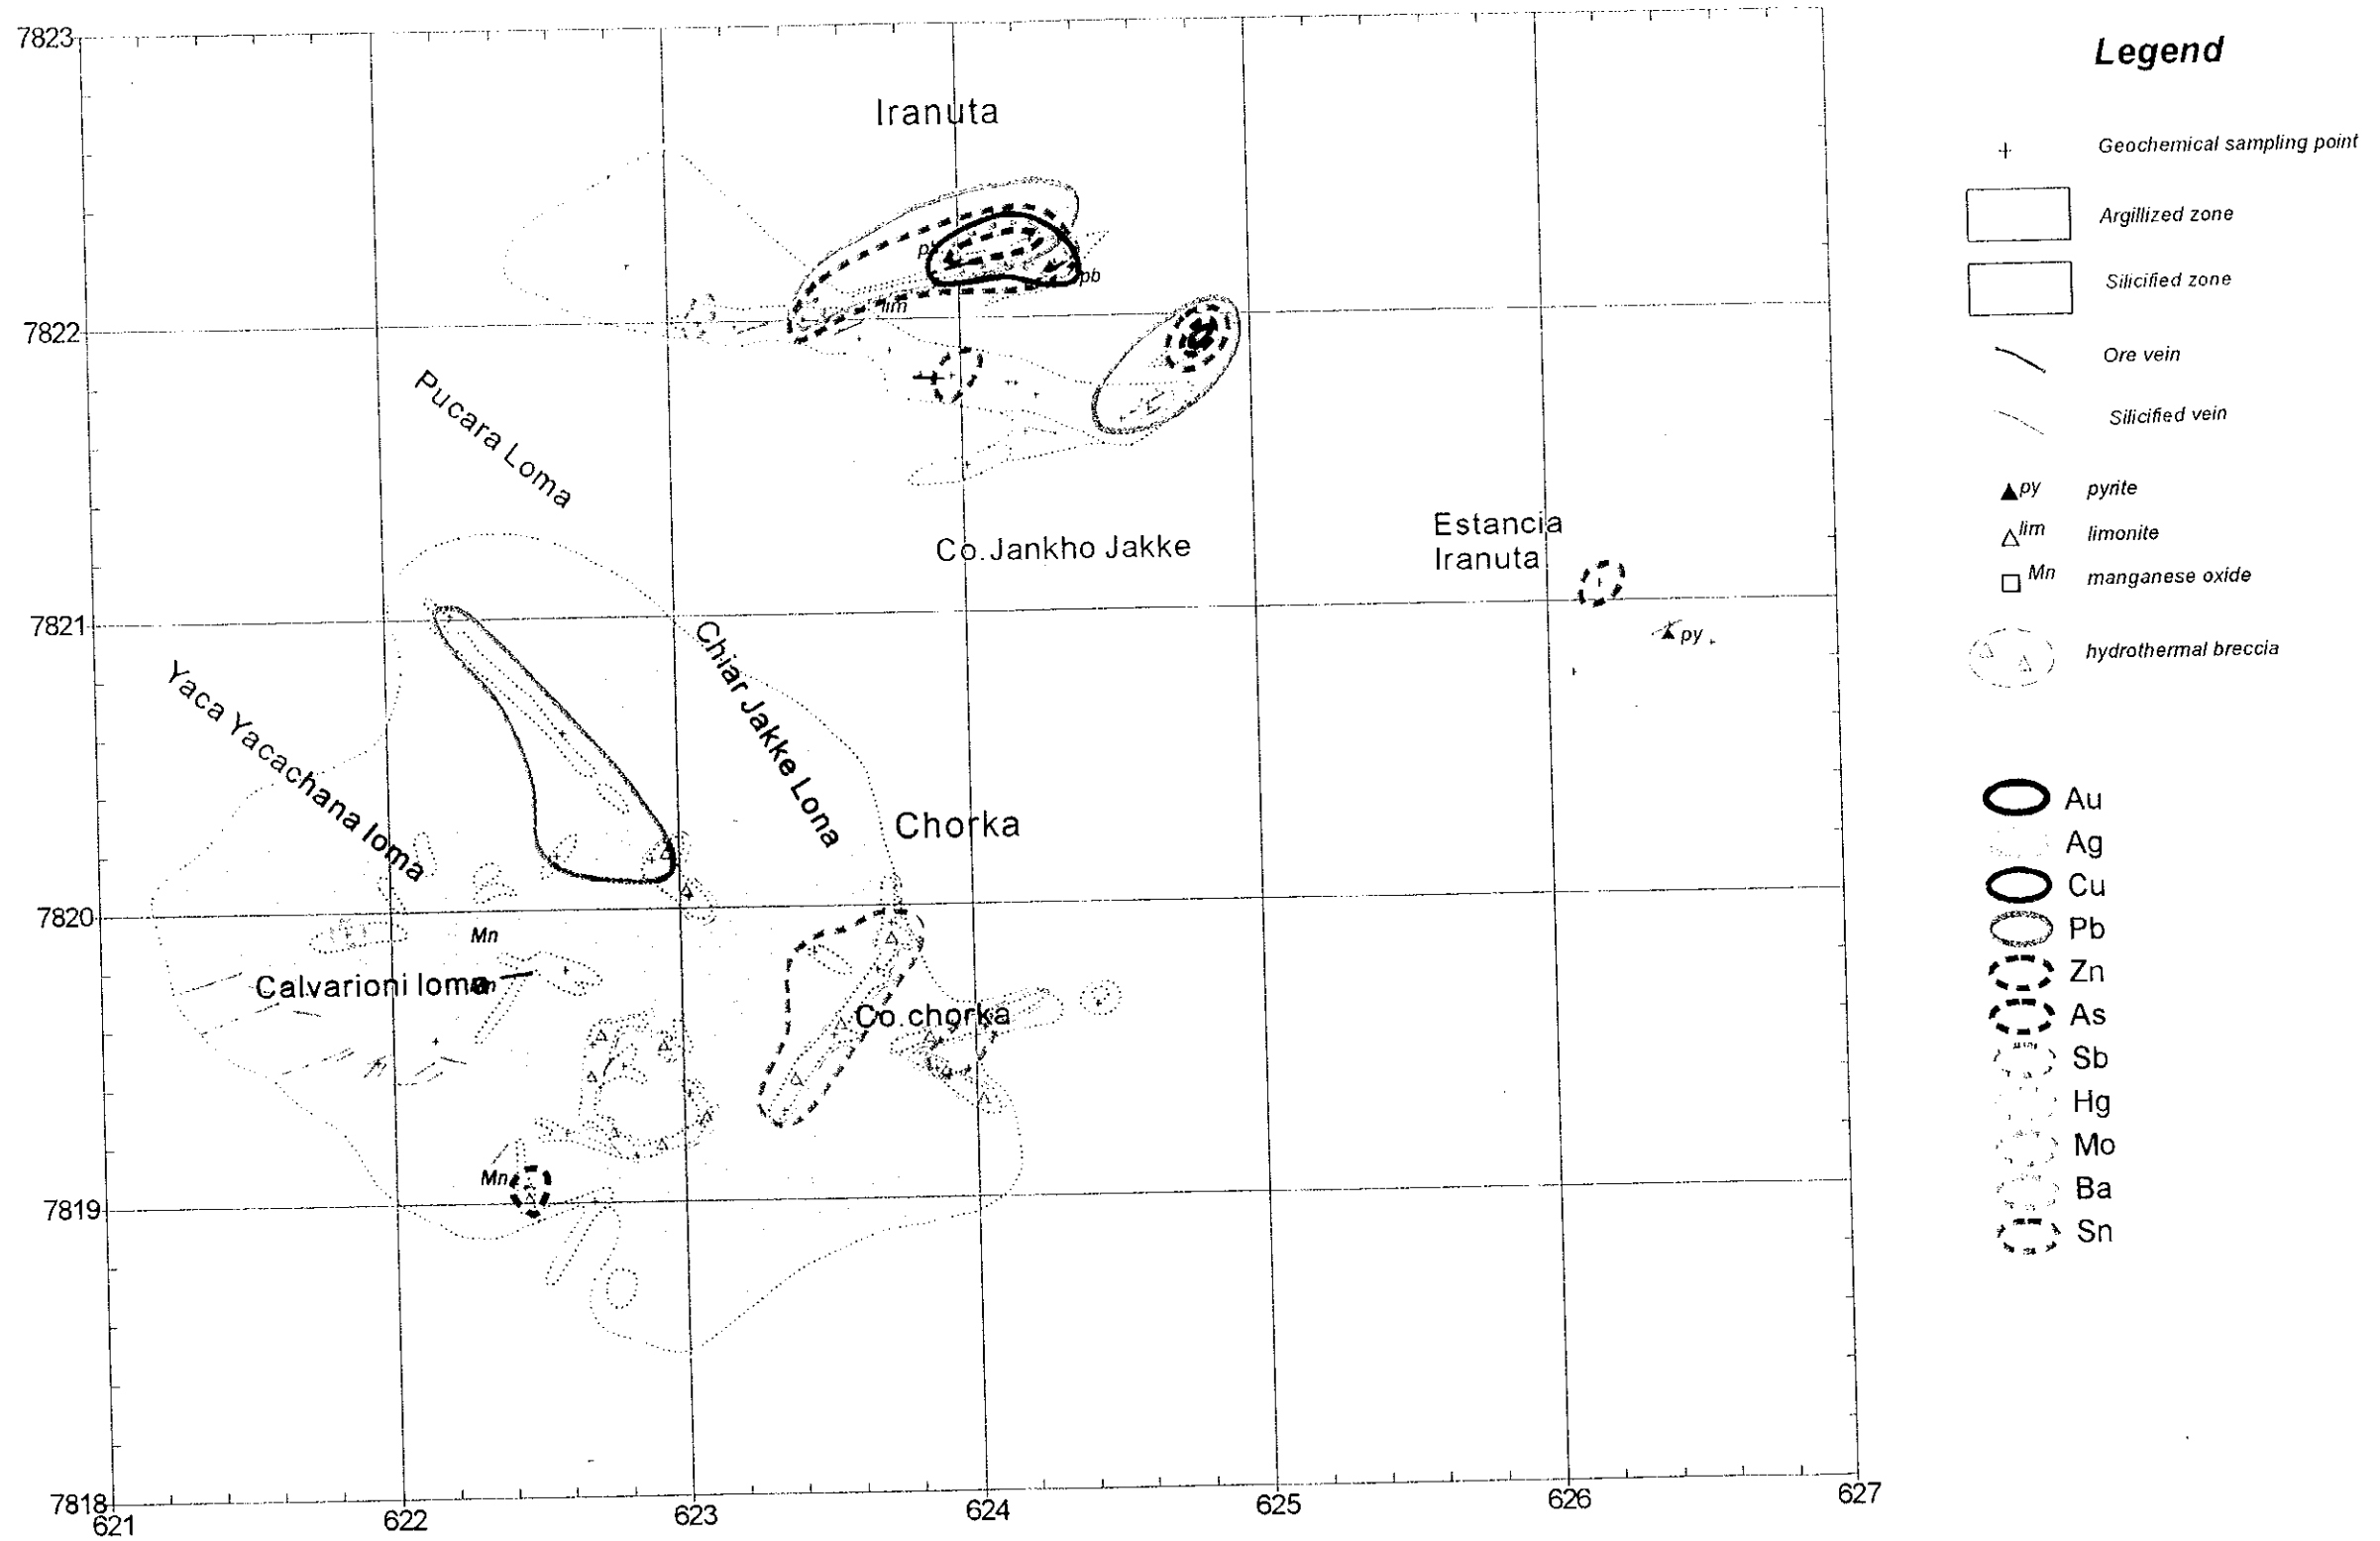 Legend
7823
Iranuta
Geochemical sampling point
Argillized zone
Silicified zone
pb
pb
lim
7822
Ore vein
Pucara Loma
Silicified vein
py pyrite
lim limonite
Mn manganese oxide
Estancia
Iranuta
Co.Jankho Jakke
7821
py
hydrothermal breccia
Chiar Jakke Lona
Yaca Yacachana loma
Chorka
Au
Ag
Cu
7820
Mn
Pb
Zn
Calvarioni loma
Mn
Co.chorka
As
Sb
Hg
Mo
Mn
Ba
7819
Sn
7818
621
622
623
624
625
626
627